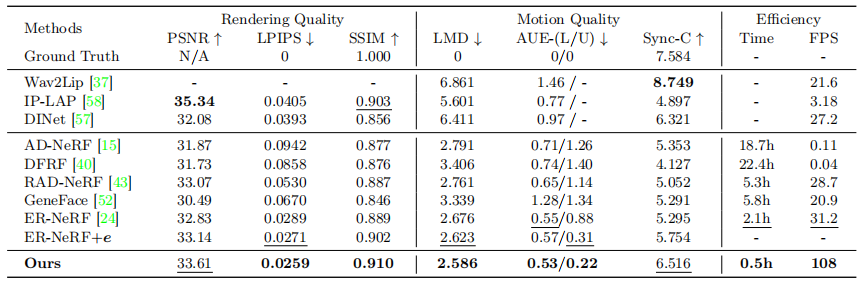 Methods Rendering Quality Motion Quality Efficiency
PSNR ↑ LPIPS ↓ SSIM ↑ LMD ↓ AUE-(L/U) ↓ Sync-C ↑ Time FPS
Ground Truth N/A 0 1.000 0 0/0 7.584 - -
Wav2Lip [37] - - - 6.861 1.46 / - 8.749 - 21.6
IP-LAP [58] 35.34 0.0405 0.903 5.601 0.77 / - 4.897 - 3.18
DINet [57] 32.08 0.0393 0.856 6.411 0.97 / - 6.321 - 27.2
AD-NeRF [15] 31.87 0.0942 0.877 2.791 0.71/1.26 5.353 18.7h 0.11
DFRF [40] 31.73 0.0858 0.876 3.406 0.74/1.40 4.127 22.4h 0.04
RAD-NeRF [43] 33.07 0.0530 0.887 2.761 0.65/1.14 5.052 5.3h 28.7
GeneFace [52] 30.49 0.0670 0.846 3.339 1.28/1.34 5.291 5.8h 20.9
ER-NeRF [24] 32.83 0.0289 0.889 2.676 0.55/0.88 5.295 2.1h 31.2
ER-NeRF+e 33.14 0.0271 0.902 2.623 0.57/0.31 5.754 - -
Ours 33.61 0.0259 0.910 2.586 0.53/0.22 6.516 0.5h 108